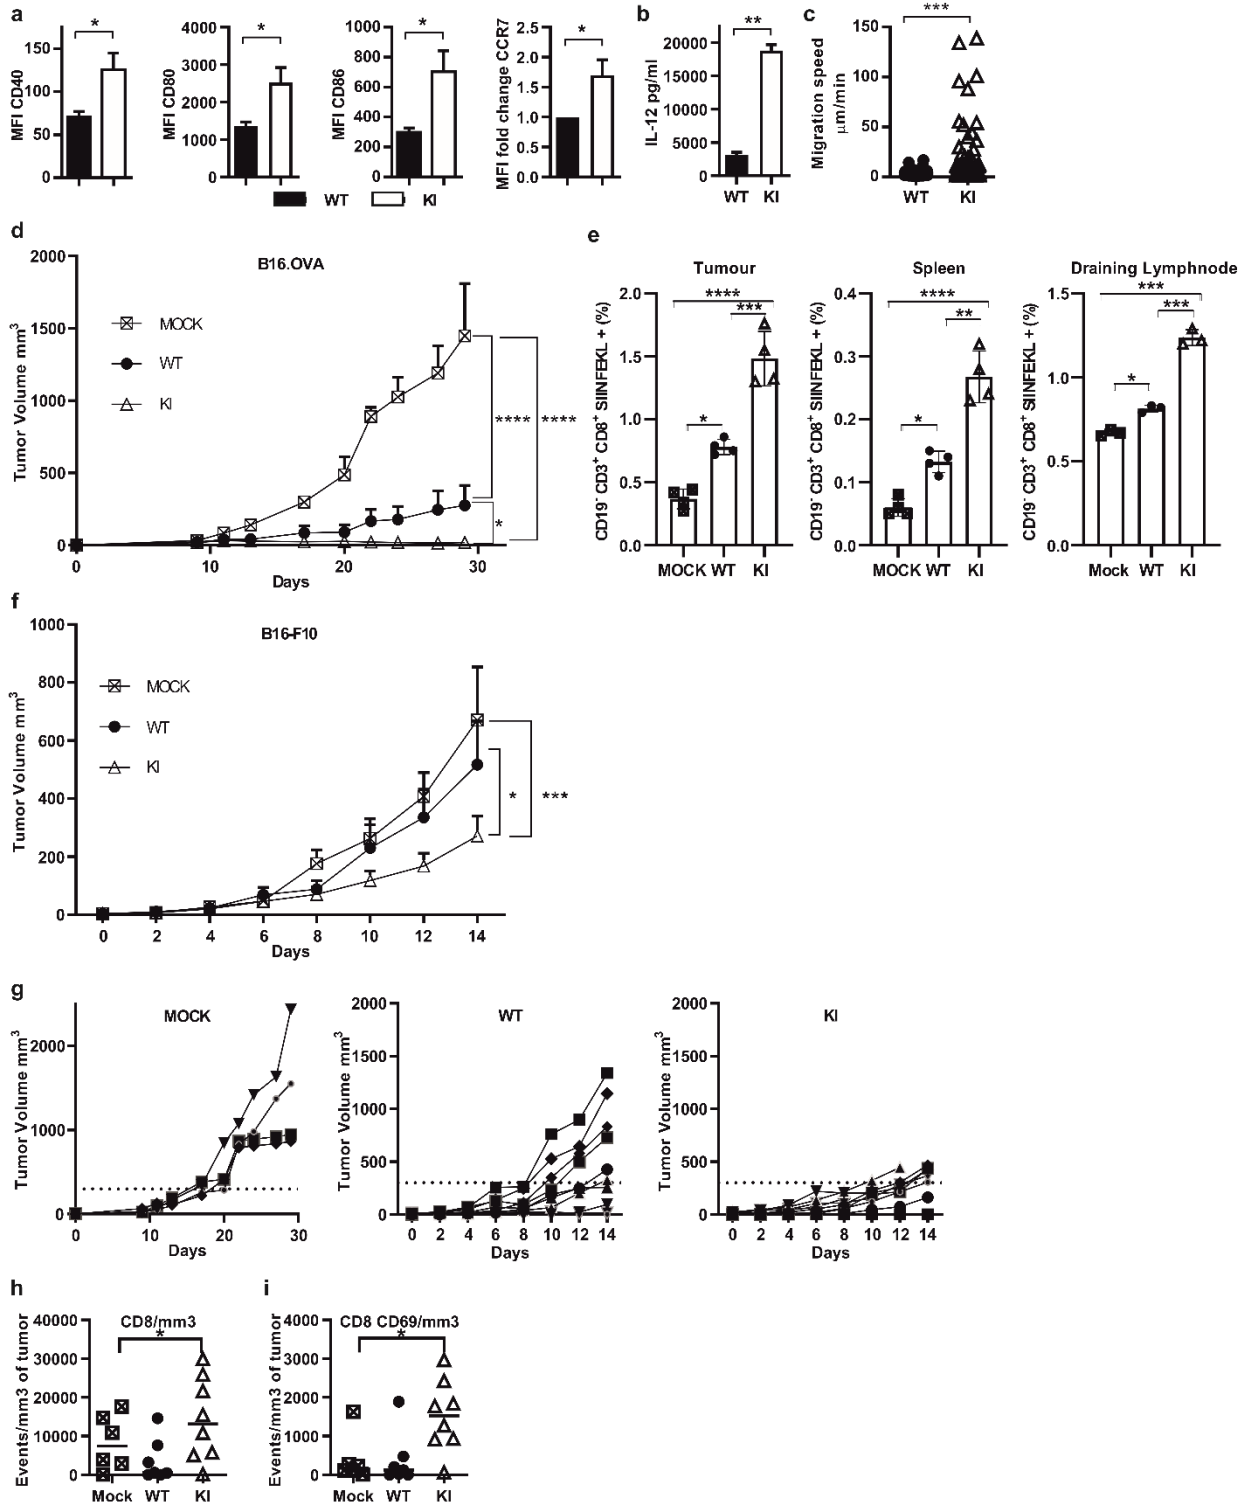 a
b
c
*
*
*
*
**
***
MFI CD40
150
100
50
0
MFI CD80
4000
3000
2000
1000
0
MFI CD86
1000
800
600
400
200
0
MFI fold change CCR7
2.5
2.0
1.5
1.0
0.5
0.0
IL-12 pg/ml
20000
15000
10000
5000
0
WT KI
Migration speed
μm/min
150
100
50
0
WT KI
WT KI
d
B16.OVA
Tumor Volume mm3
2000
1500
1000
500
0
MOCK
WT
KI
****
****
*
0 10 20 30
Days
e
Tumour
CD19- CD3+ CD8+ SIINFEKL + (%)
2.0
1.5
1.0
0.5
0.0
****
***
*
MOCK WT KI
Spleen
CD19- CD3+ CD8+ SIINFEKL + (%)
0.4
0.3
0.2
0.1
0.0
****
**
*
MOCK WT KI
Draining Lymphnode
CD19- CD3+ CD8+ SIINFEKL + (%)
1.5
1.0
0.5
0.0
***
***
*
Mock WT KI
f
B16-F10
Tumor Volume mm3
1000
800
600
400
200
0
MOCK
WT
KI
*
***
0 2 4 6 8 10 12 14
Days
g
MOCK
Tumor Volume mm3
2000
1000
0
0 10 20 30
Days
WT
Tumor Volume mm3
2000
1500
1000
500
0
0 2 4 6 8 10 12 14
Days
KI
Tumor Volume mm3
2000
1500
1000
500
0
0 2 4 6 8 10 12 14
Days
h
CD8/mm3
*
Events/mm3 of tumor
40000
30000
20000
10000
0
Mock WT KI
i
CD8 CD69/mm3
*
Events/mm3 of tumor
4000
3000
2000
1000
0
Mock WT KI